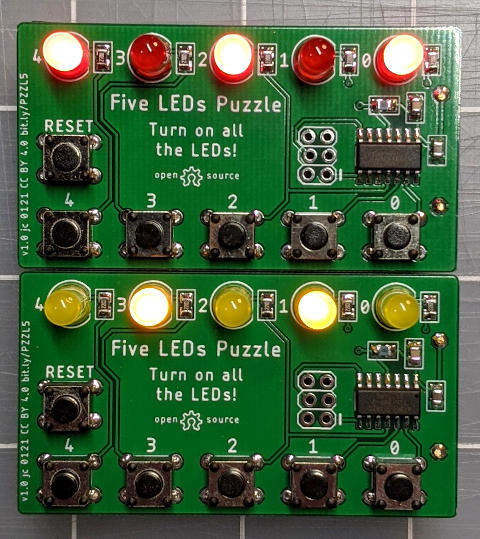 4 3 2 1 0
Five LEDs Puzzle
Turn on all
the LEDs!
open source
RESET
4 3 2 1 0
v1.0 jc 0121 CC BY 4.0 bit.ly/PZZL5
4 3 2 1 0
Five LEDs Puzzle
Turn on all
the LEDs!
open source
RESET
4 3 2 1 0
v1.0 jc 0121 CC BY 4.0 bit.ly/PZZL5